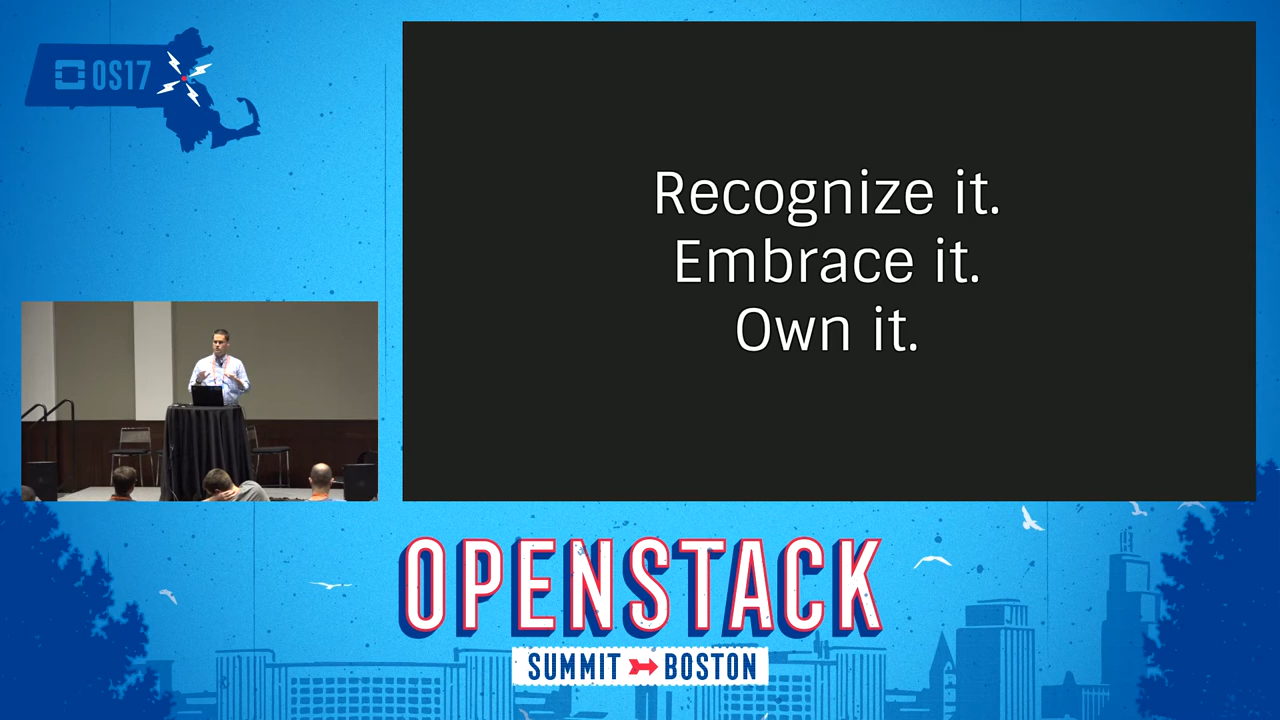 OS17
Recognize it.
Embrace it.
Own it.
OPENSTACK
SUMMIT BOSTON